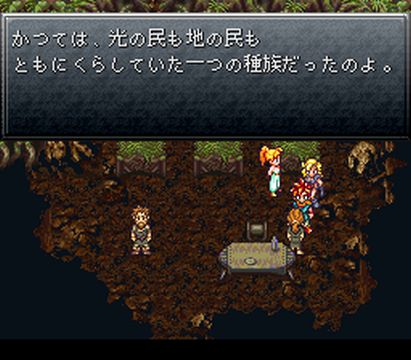 かつては、光の民も地の民も
ともにくらしていた一つの種族だったのよ。